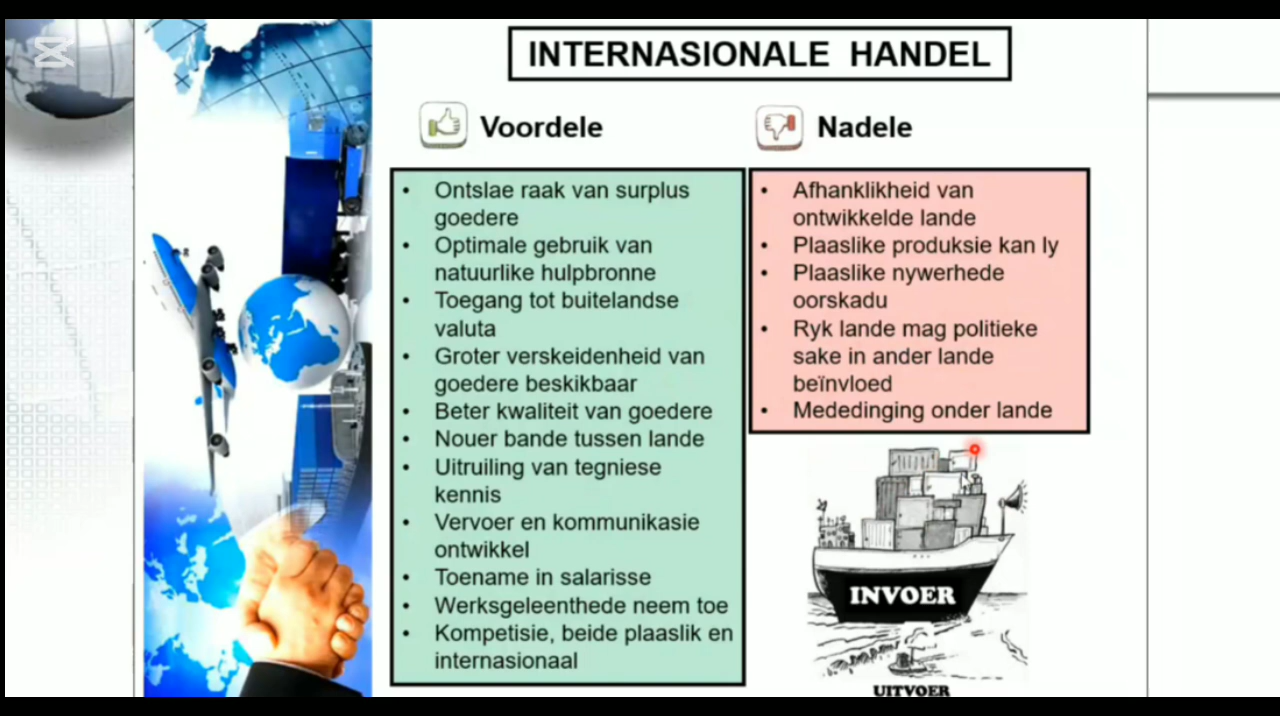 INTERNASIONALE HANDEL
Voordele
• Ontslae raak van surplus
goedere
• Optimale gebruik van
natuurlike hulpbronne
• Toegang tot buitelandse
valuta
• Groter verskeidenheid van
goedere beskikbaar
• Beter kwaliteit van goedere
• Nouer bande tussen lande
• Uitruiling van tegniese
kennis
• Vervoer en kommunikasie
ontwikkel
• Toename in salarisse
• Werksgeleenthede neem toe
• Kompetisie, beide plaaslik en
internasionaal
Nadele
• Afhanklikheid van
ontwikkelde lande
• Plaaslike produksie kan ly
• Plaaslike nywerhede
oorskadu
• Ryk lande mag politieke
sake in ander lande
beïnvloed
• Mededinging onder lande
INVOER
UITVOER